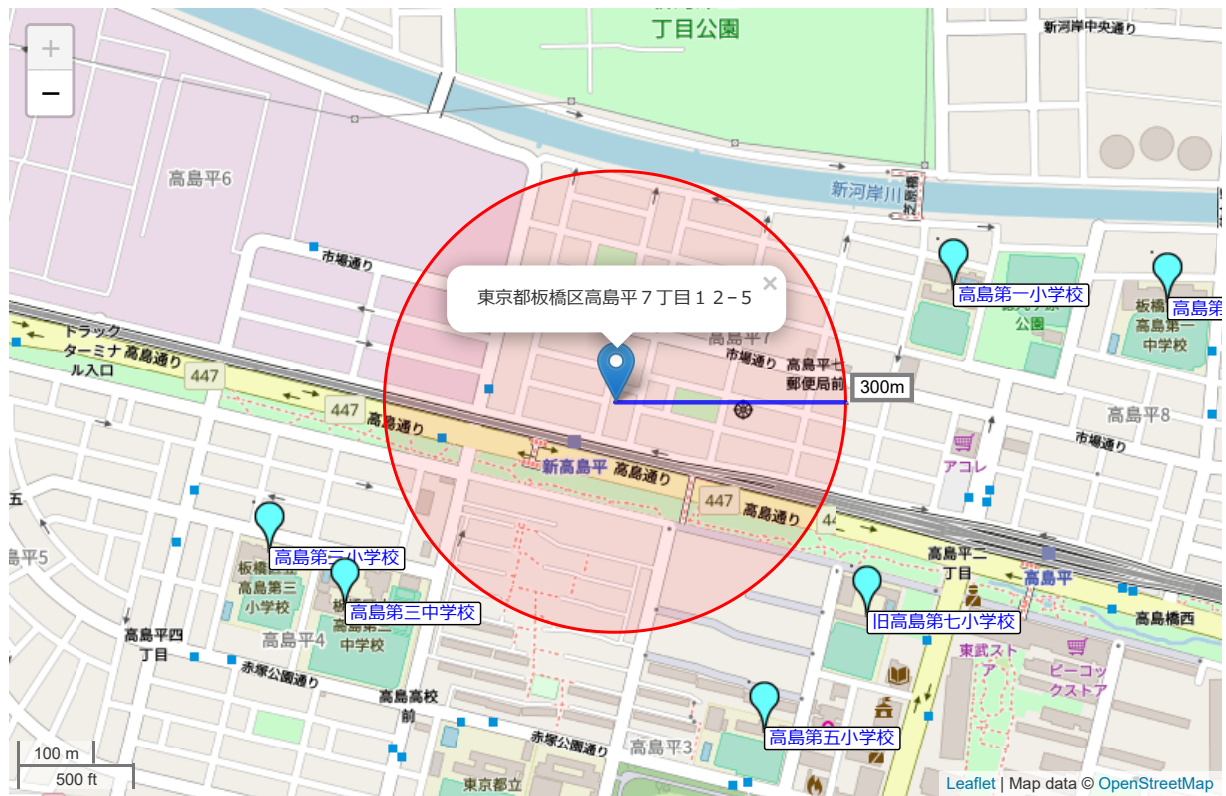 +
−
丁目公園
新河岸中央通り
高島平6
新河岸川
芝原橋
市場通り
高島第一小学校
公園
高島第
板橋
高島第一
中学校
東京都板橋区高島平７丁目１２−５
×
高島平7
市場通り
高島平七
郵便局前
300m
トラック
ターミナ
ル入口
高島通り
447
447
高島通り
高島平8
市場通り
アコレ
新高島平
高島通り
447
高島通り
44
五
高島平5
高島第三小学校
高島第三
小学校
高島第三中学校
中学校
高島平4
高島平四
丁目
赤塚公園通り
高島高校
前
高島平二
丁目
高島平
旧高島第七小学校
高島橋西
東武スト
ア
ピーコッ
クストア
高島第五小学校
赤塚公園通り
高島平3
東京都立
100 m
500 ft
Leaflet | Map data © OpenStreetMap